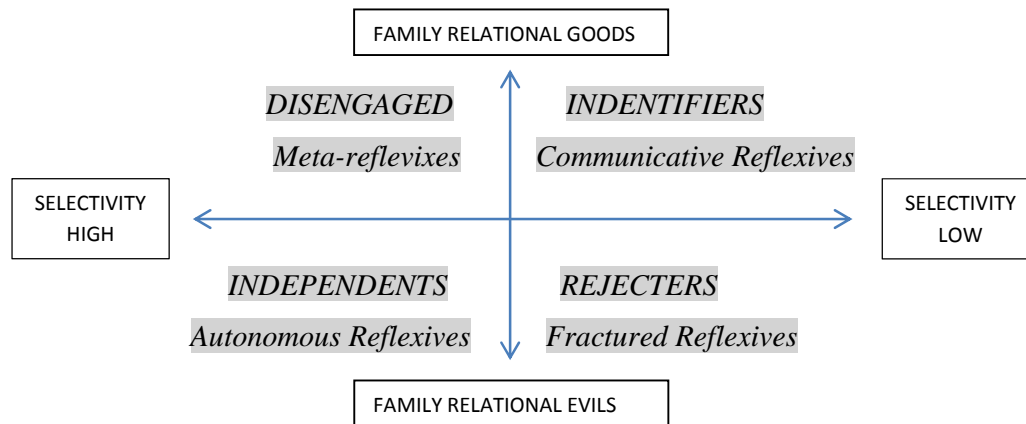 FAMILY RELATIONAL GOODS
DISENGAGED
INDENTIFIERS
Meta-reflevixes
Communicative Reflexives
SELECTIVITY
HIGH
SELECTIVITY
LOW
INDEPENDENTS
REJECTERS
Autonomous Reflexives
Fractured Reflexives
FAMILY RELATIONAL EVILS